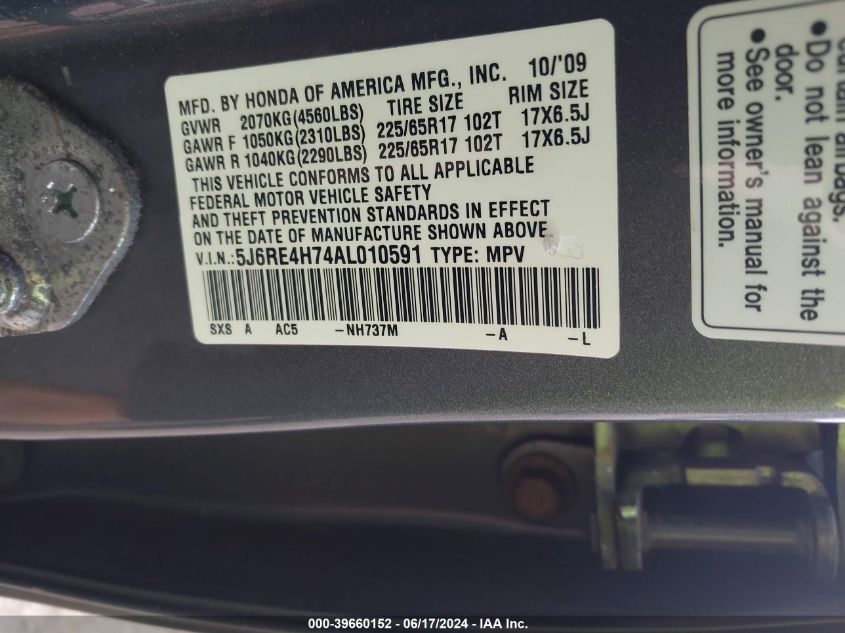 MFD. BY HONDA OF AMERICA MFG., INC. 10/'09
GVWR 2070KG(4560LBS) TIRE SIZE RIM SIZE
GAWR F 1050KG(2310LBS) 225/65R17 102T 17X6.5J
GAWR R 1040KG(2290LBS) 225/65R17 102T 17X6.5J
THIS VEHICLE CONFORMS TO ALL APPLICABLE
FEDERAL MOTOR VEHICLE SAFETY
AND THEFT PREVENTION STANDARDS IN EFFECT
ON THE DATE OF MANUFACTURE SHOWN ABOVE
V.I.N.:5J6RE4H74AL010591 TYPE: MPV
SXS A AC5 -NH737M -A -L
airbags.
• Do not lean against the
door.
• See owner's manual for
more information.
000-39660152 - 06/17/2024 - IAA Inc.